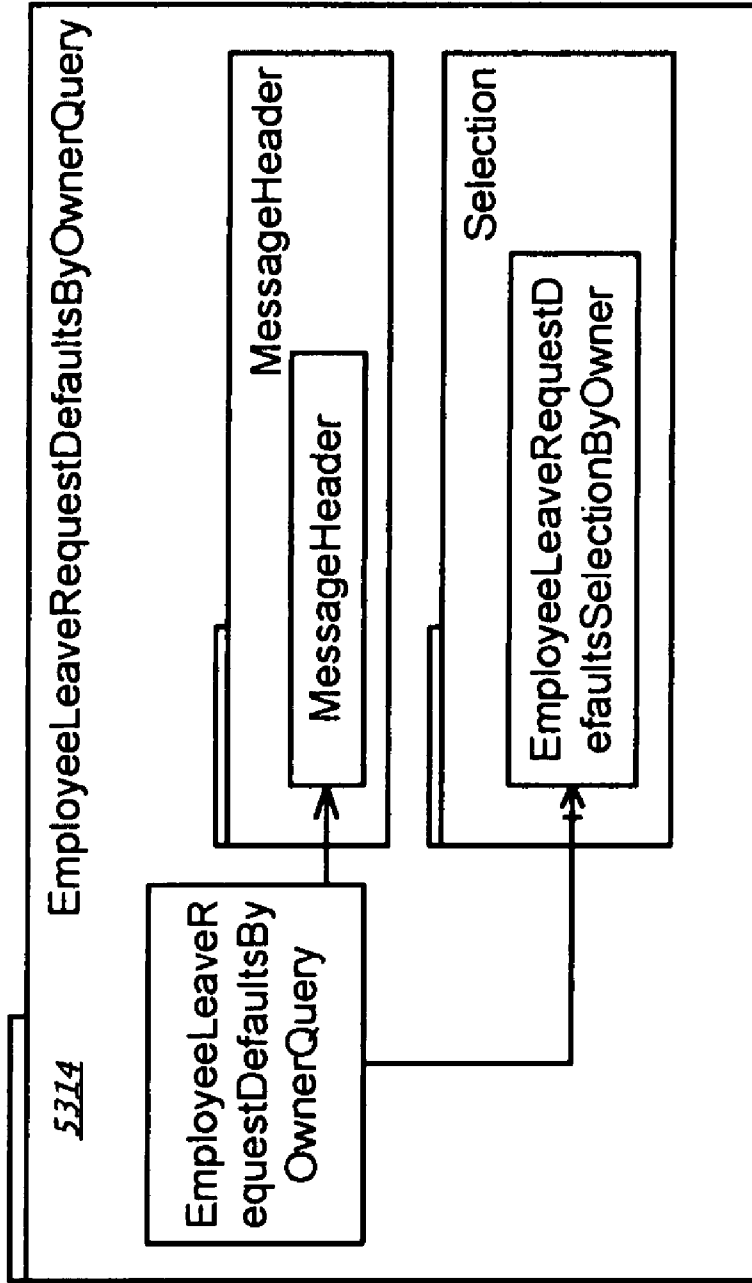 5314 EmployeeLeaveRequestDefaultsByOwnerQuery
EmployeeLeaveR
equestDefaultsBy
OwnerQuery
MessageHeader
MessageHeader
Selection
EmployeeLeaveRequestD
efaultsSelectionByOwner